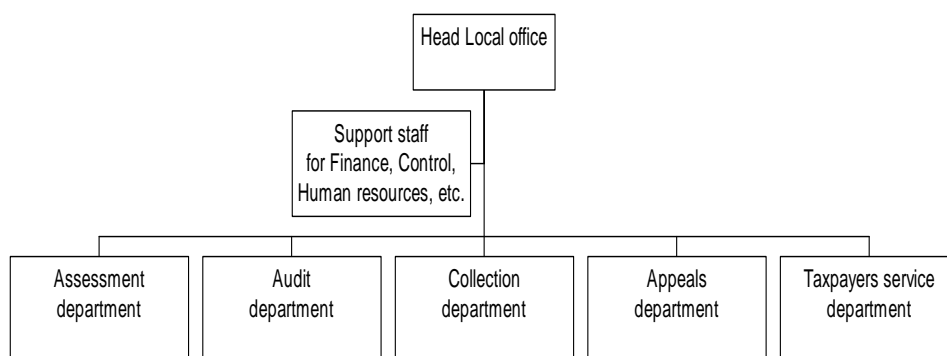 Head Local office
Support staff
for Finance, Control,
Human resources, etc.
Assessment
department
Audit
department
Collection
department
Appeals
department
Taxpayers service
department